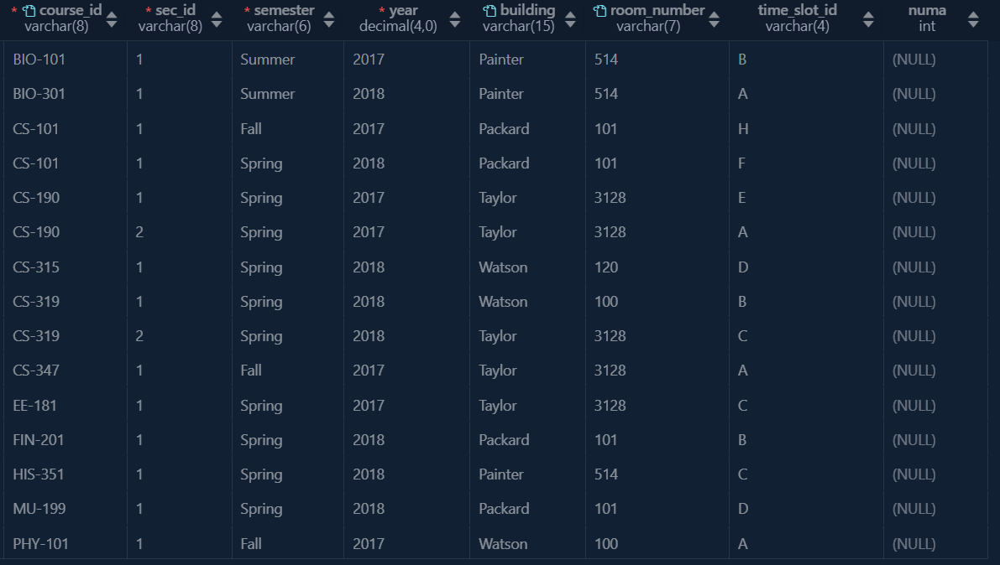 * course_id * sec_id * semester * year building room_number time_slot_id numa
varchar(8) varchar(8) varchar(6) decimal(4,0) varchar(15) varchar(7) varchar(4) int
BIO-101 1 Summer 2017 Painter 514 B (NULL)
BIO-301 1 Summer 2018 Painter 514 A (NULL)
CS-101 1 Fall 2017 Packard 101 H (NULL)
CS-101 1 Spring 2018 Packard 101 F (NULL)
CS-190 1 Spring 2017 Taylor 3128 E (NULL)
CS-190 2 Spring 2017 Taylor 3128 A (NULL)
CS-315 1 Spring 2018 Watson 120 D (NULL)
CS-319 1 Spring 2018 Watson 100 B (NULL)
CS-319 2 Spring 2018 Taylor 3128 C (NULL)
CS-347 1 Fall 2017 Taylor 3128 A (NULL)
EE-181 1 Spring 2017 Taylor 3128 C (NULL)
FIN-201 1 Spring 2018 Packard 101 B (NULL)
HIS-351 1 Spring 2018 Painter 514 C (NULL)
MU-199 1 Spring 2018 Packard 101 D (NULL)
PHY-101 1 Fall 2017 Watson 100 A (NULL)